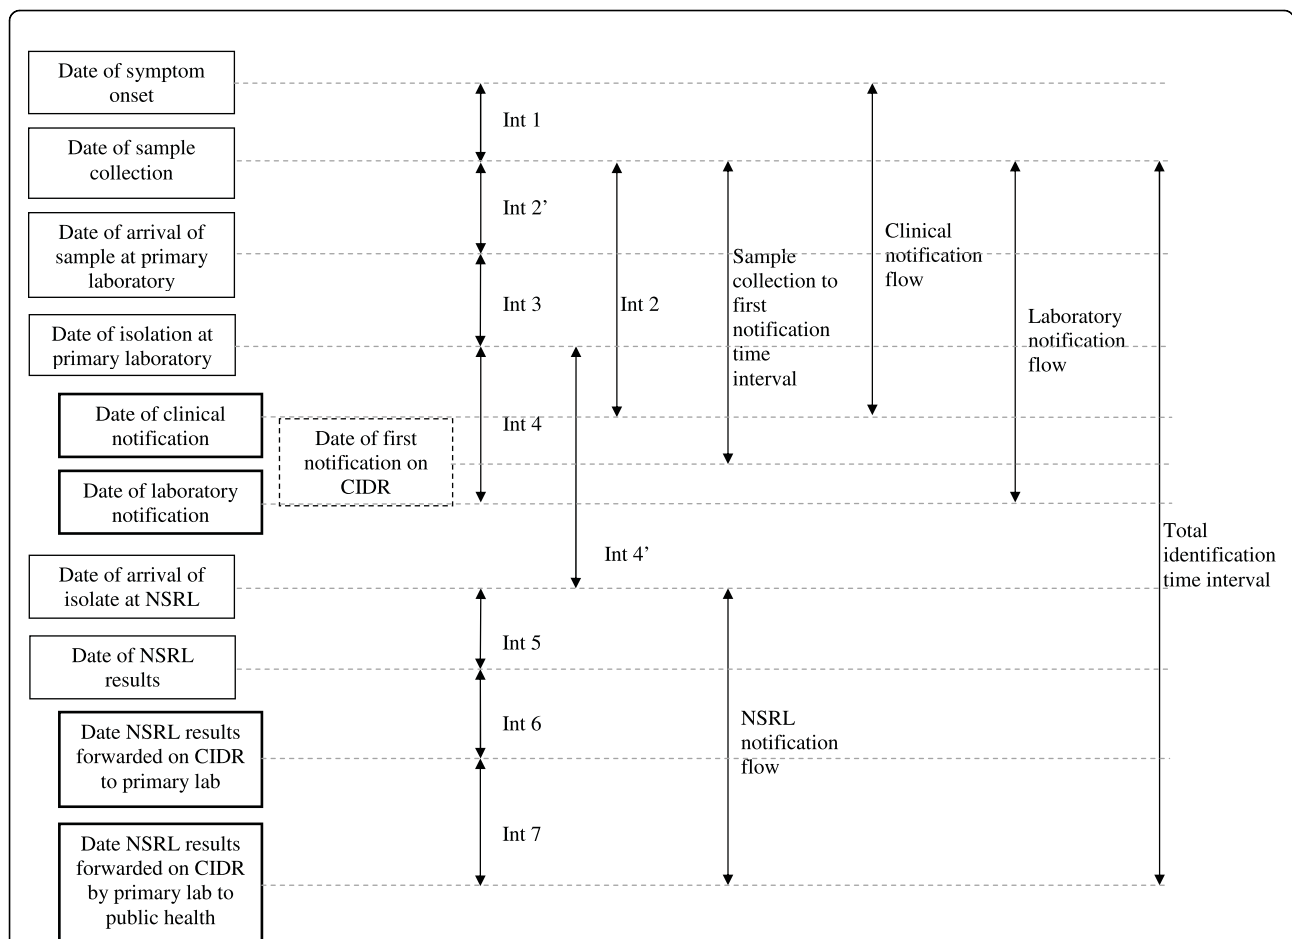 Date of symptom
onset
Date of sample
collection
Date of arrival of
sample at primary
laboratory
Date of isolation at
primary laboratory
Date of clinical
notification
Date of first
notification on
CIDR
Date of laboratory
notification
Date of arrival of
isolate at NSRL
Date of NSRL
results
Date NSRL results
forwarded on CIDR
to primary lab
Date NSRL results
forwarded on CIDR
by primary lab to
public health
Int 1
Int 2’
Int 3
Int 4
Int 5
Int 6
Int 7
Int 4’
Int 2
Sample
collection to
first
notification
time
interval
NSRL
notification
flow
Clinical
notification
flow
Laboratory
notification
flow
Total
identification
time interval